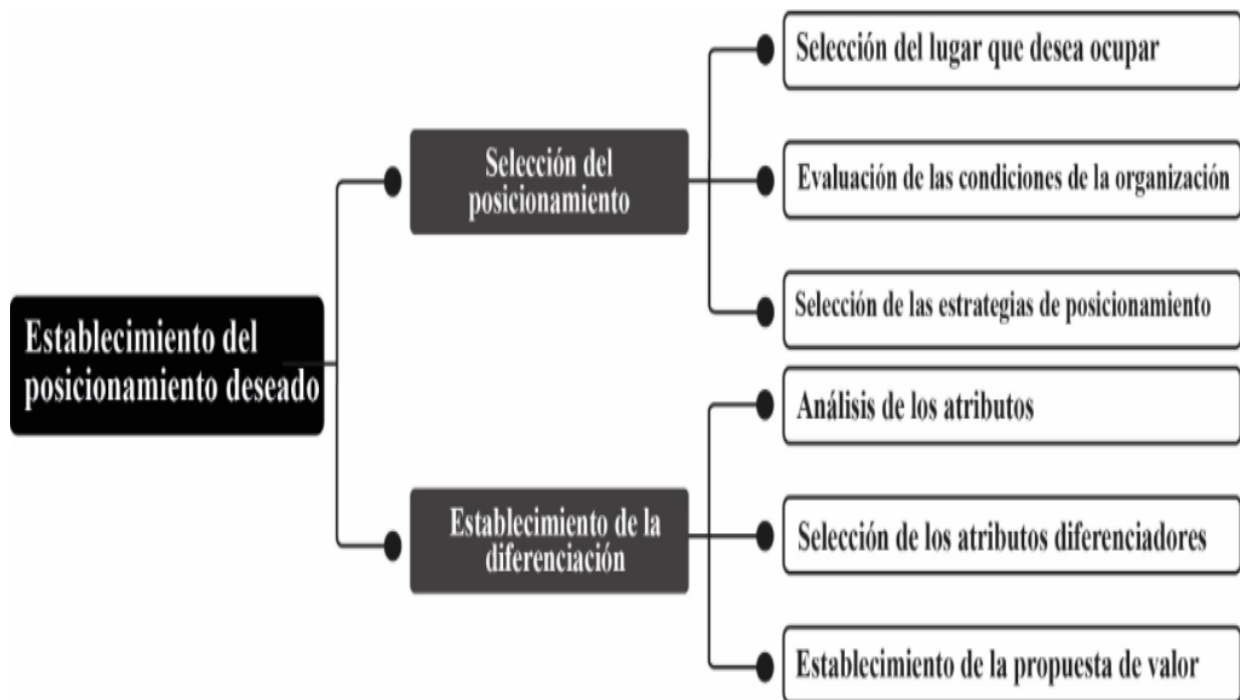 Establecimiento del
posicionamiento deseado
Selección del
posicionamiento
Selección del lugar que desea ocupar
Evaluación de las condiciones de la organización
Selección de las estrategias de posicionamiento
Establecimiento de la
diferenciación
Análisis de los atributos
Selección de los atributos diferenciadores
Establecimiento de la propuesta de valor